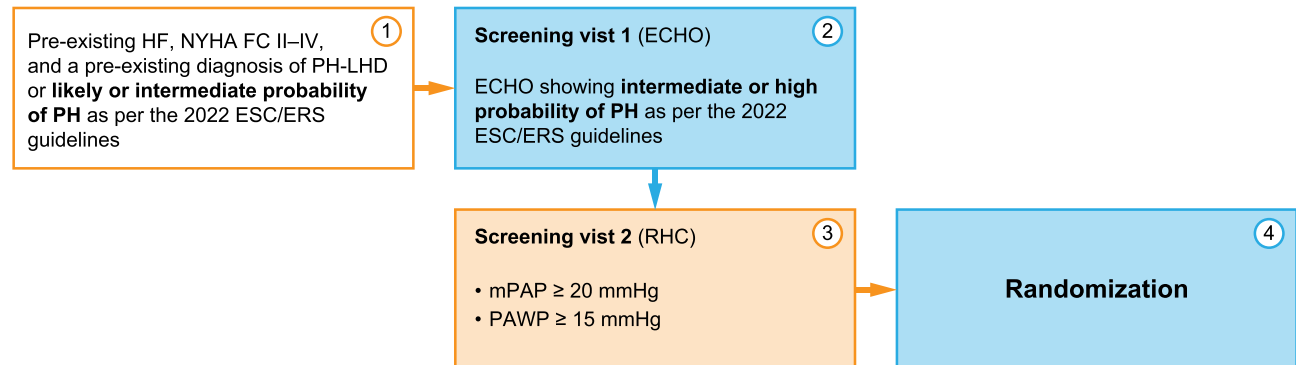 1
Pre-existing HF, NYHA FC II–IV,
and a pre-existing diagnosis of PH-LHD
or likely or intermediate probability
of PH as per the 2022 ESC/ERS
guidelines
2
Screening vist 1 (ECHO)
ECHO showing intermediate or high
probability of PH as per the 2022
ESC/ERS guidelines
3
Screening vist 2 (RHC)
• mPAP ≥ 20 mmHg
• PAWP ≥ 15 mmHg
4
Randomization